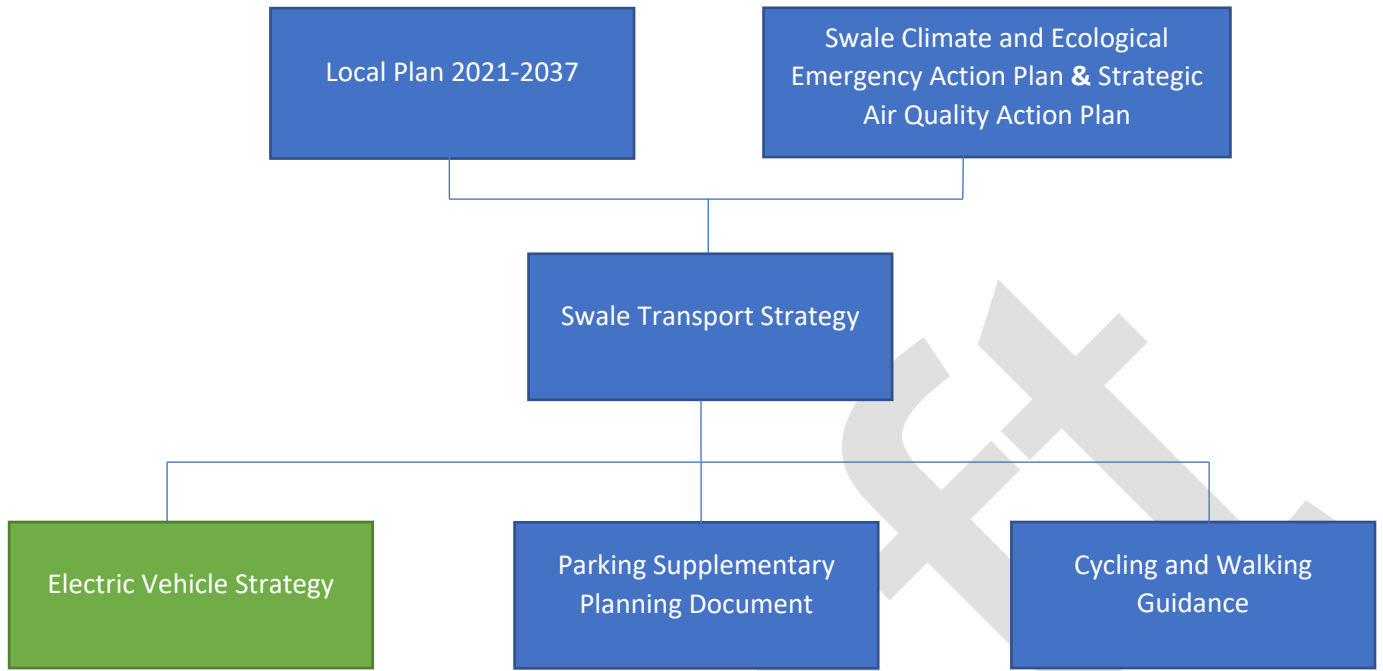 Local Plan 2021-2037
Swale Climate and Ecological
Emergency Action Plan & Strategic
Air Quality Action Plan
Swale Transport Strategy
Electric Vehicle Strategy
Parking Supplementary
Planning Document
Cycling and Walking
Guidance
ft